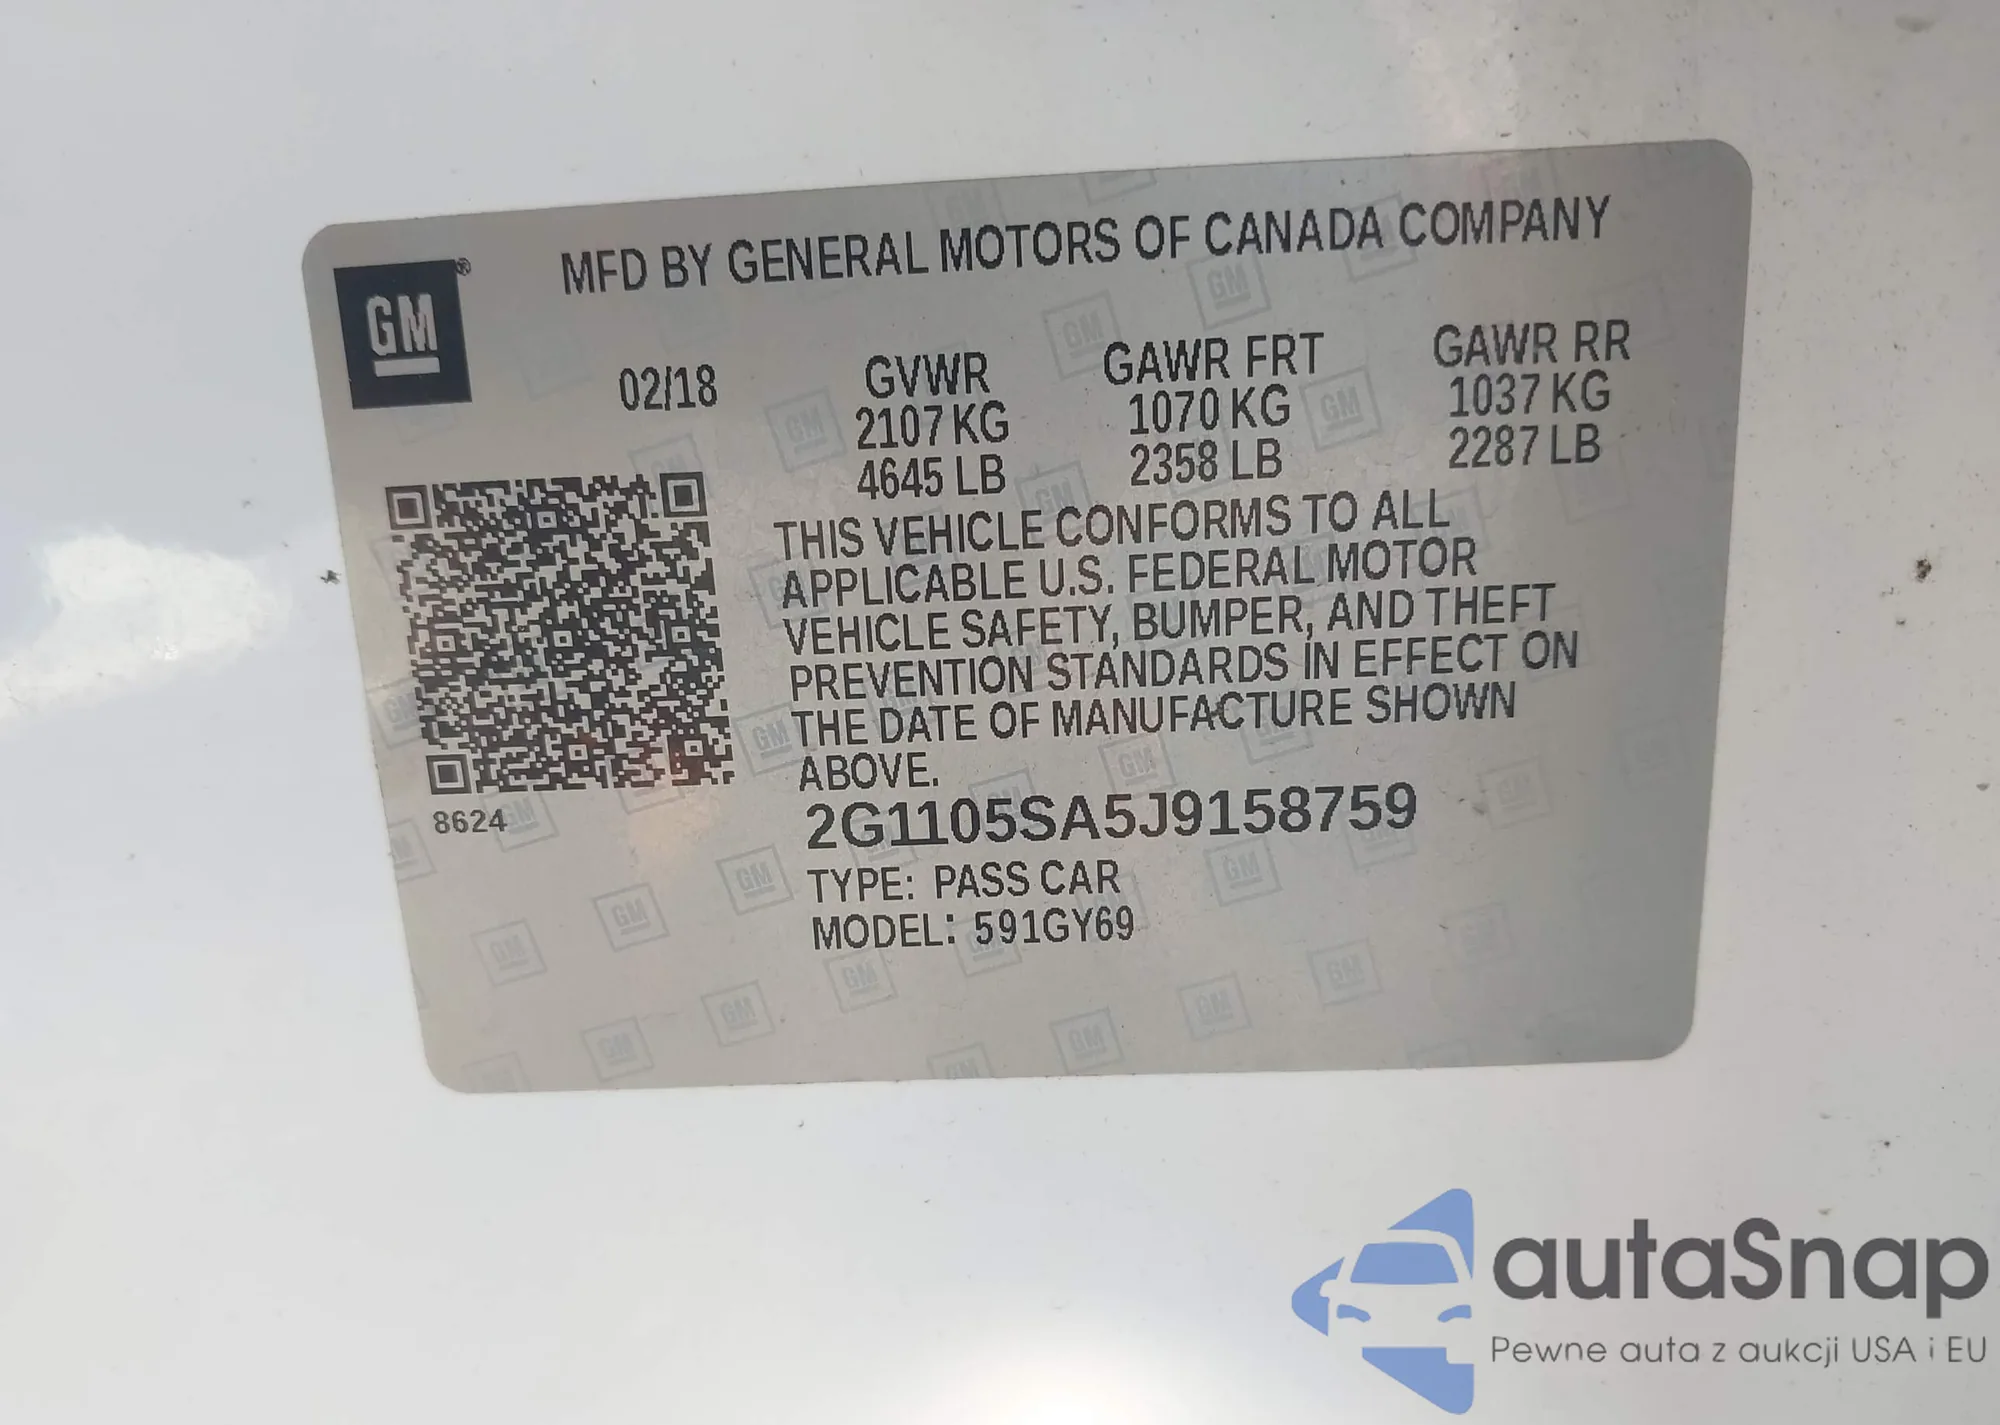 GM®
MFD BY GENERAL MOTORS OF CANADA COMPANY
02/18
GVWR
2107 KG
4645 LB
GAWR FRT
1070 KG
2358 LB
GAWR RR
1037 KG
2287 LB
THIS VEHICLE CONFORMS TO ALL
APPLICABLE U.S. FEDERAL MOTOR
VEHICLE SAFETY, BUMPER, AND THEFT
PREVENTION STANDARDS IN EFFECT ON
THE DATE OF MANUFACTURE SHOWN
ABOVE.
8624
2G1105SA5J9158759
TYPE: PASS CAR
MODEL: 591GY69
autaSnap
Pewne auta z aukcji USA i EU